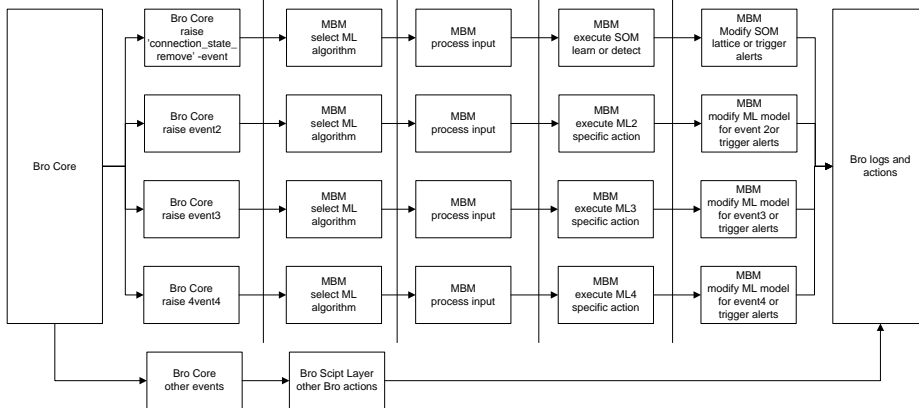 Bro Core
Bro Core
raise
‘connection_state_
remove’ -event
MBM
select ML
algorithm
MBM
process input
MBM
execute SOM
learn or detect
MBM
Modify SOM
lattice or trigger
alerts
Bro Core
raise event2
MBM
select ML
algorithm
MBM
process input
MBM
execute ML2
specific action
MBM
modify ML model
for event 2or
trigger alerts
Bro Core
raise event3
MBM
select ML
algorithm
MBM
process input
MBM
execute ML3
specific action
MBM
modify ML model
for event3 or
trigger alerts
Bro Core
raise 4vent4
MBM
select ML
algorithm
MBM
process input
MBM
execute ML4
specific action
MBM
modify ML model
for event4 or
trigger alerts
Bro logs and
actions
Bro Core
other events
Bro Scipt Layer
other Bro actions